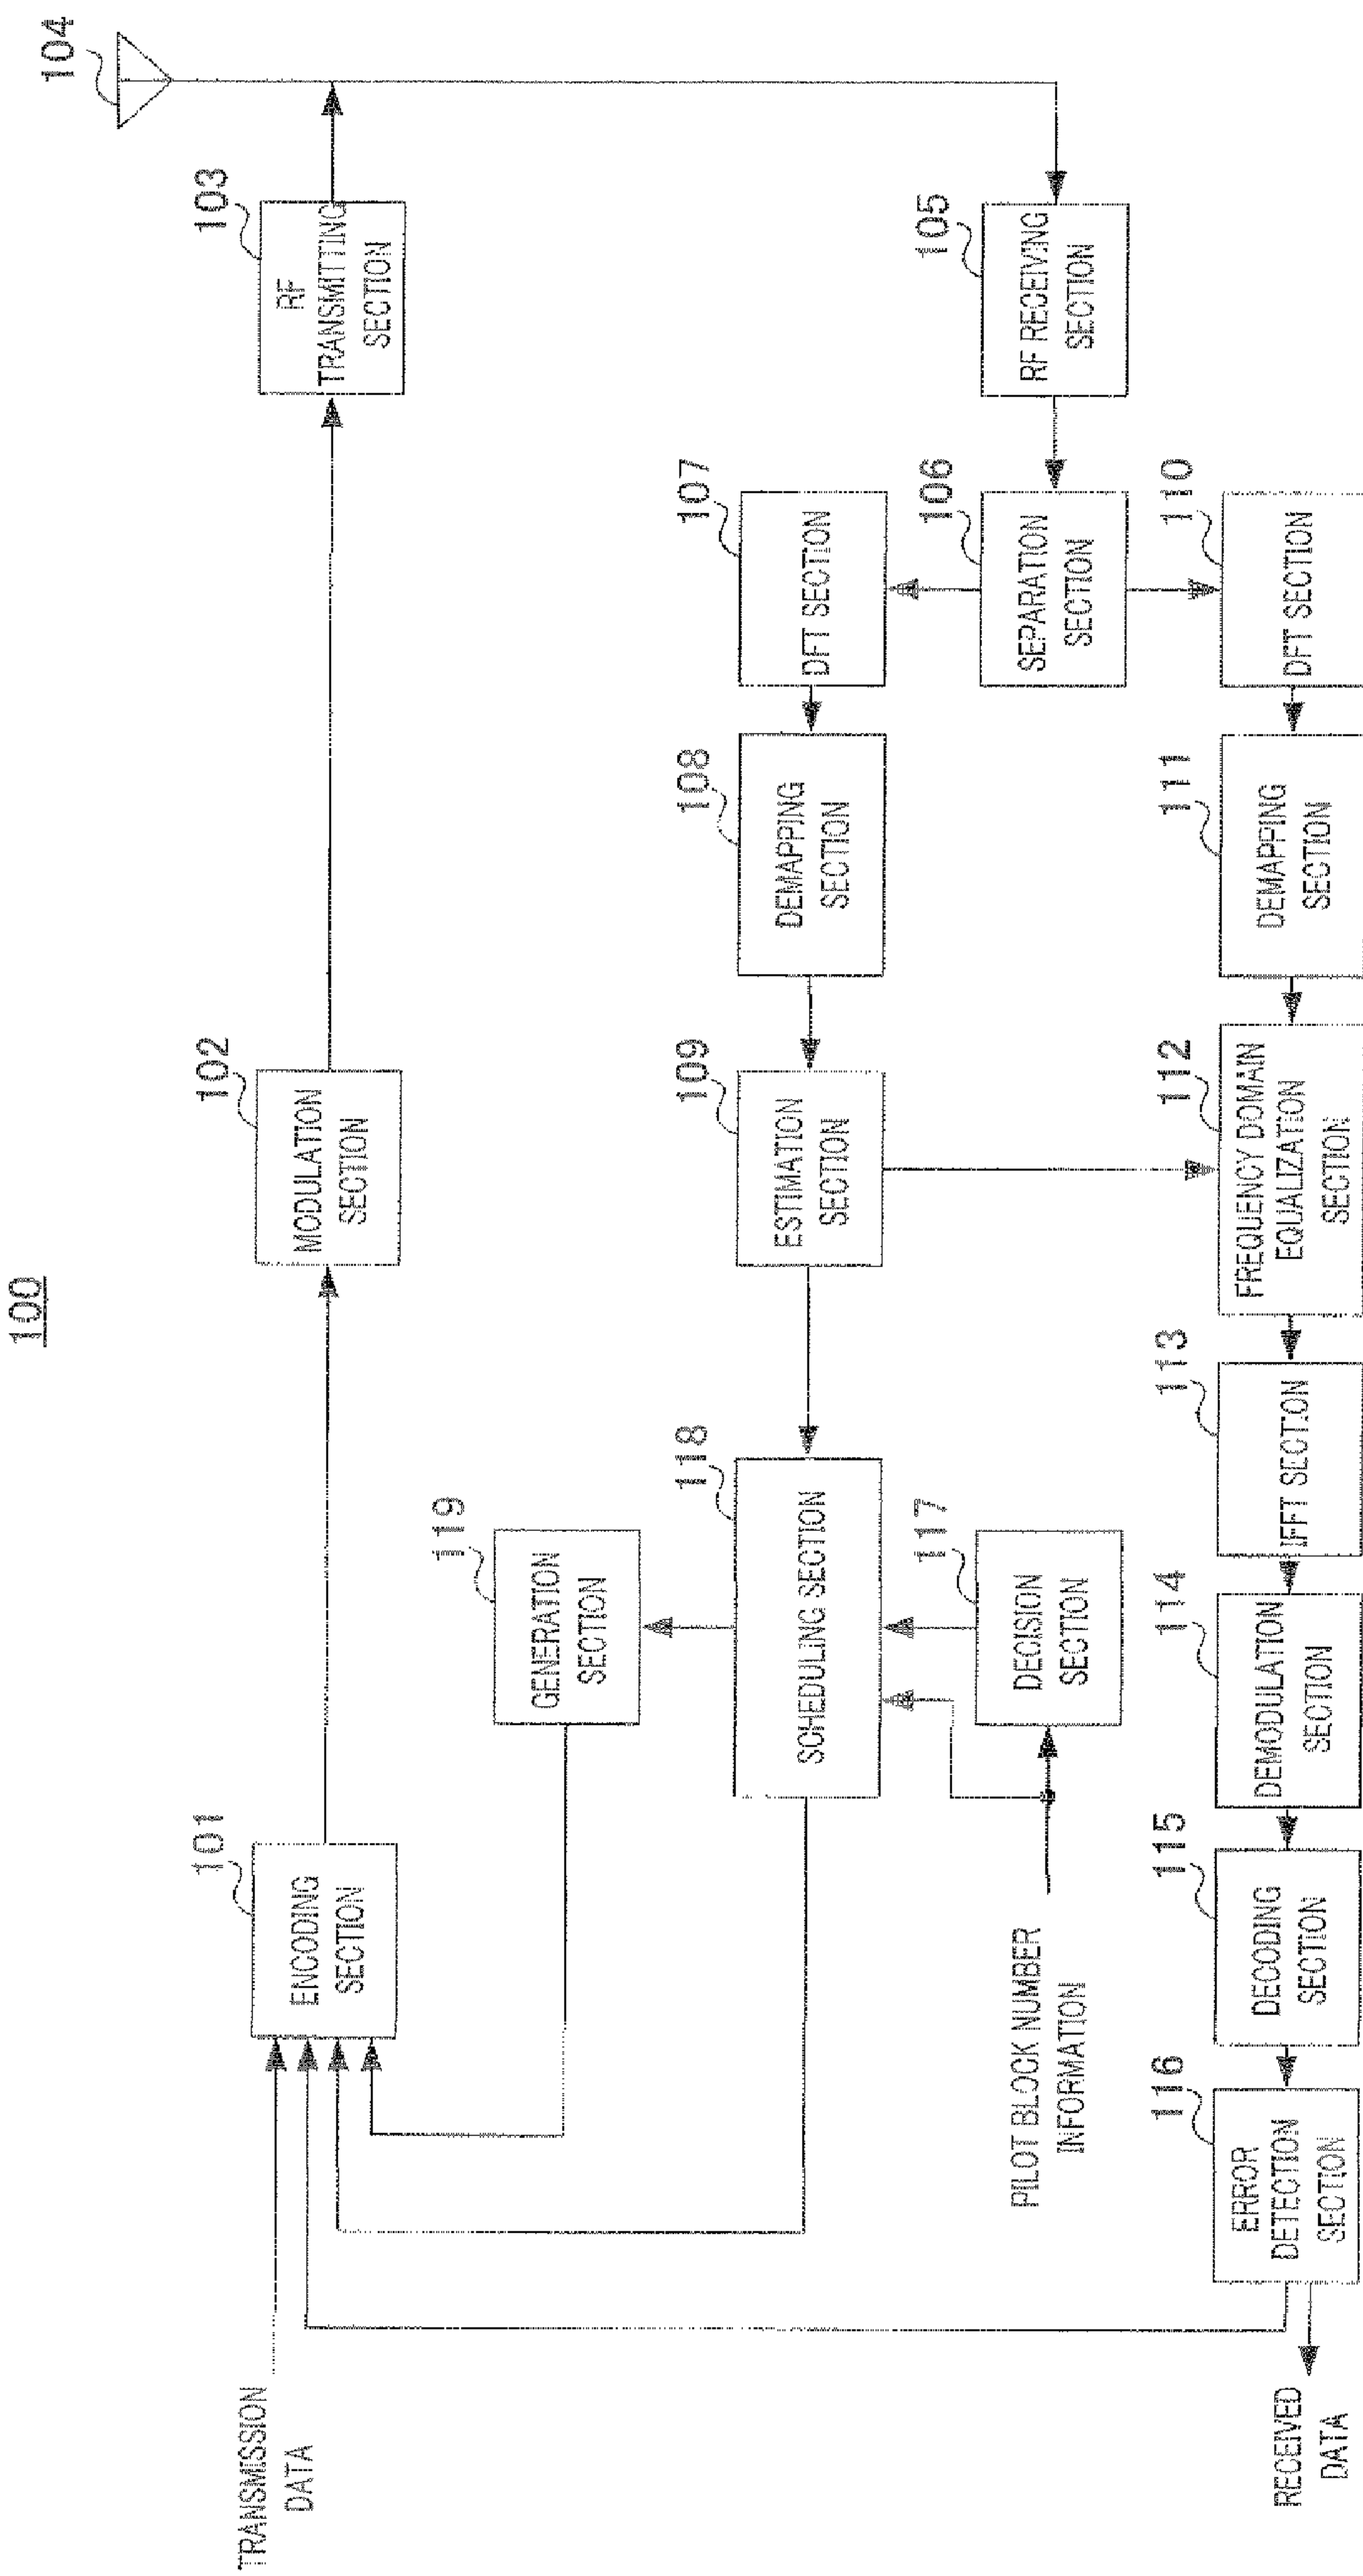 100
104
103
RF
TRANSMITTING
SECTION
102
MODULATION
SECTION
101
ENCODING
SECTION
TRANSMISSION
DATA
119
GENERATION
SECTION
107
DFT SECTION
108
DEMAPPING
SECTION
109
ESTIMATION
SECTION
118
SCHEDULING SECTION
105
RF RECEIVING
SECTION
106
SEPARATION
SECTION
117
DECISION
SECTION
PILOT BLOCK NUMBER
INFORMATION
110
DFT SECTION
111
DEMAPPING
SECTION
112
FREQUENCY DOMAIN
EQUALIZATION
SECTION
113
IFFT SECTION
114
DEMODULATION
SECTION
115
DECODING
SECTION
116
ERROR
DETECTION
SECTION
RECEIVED
DATA